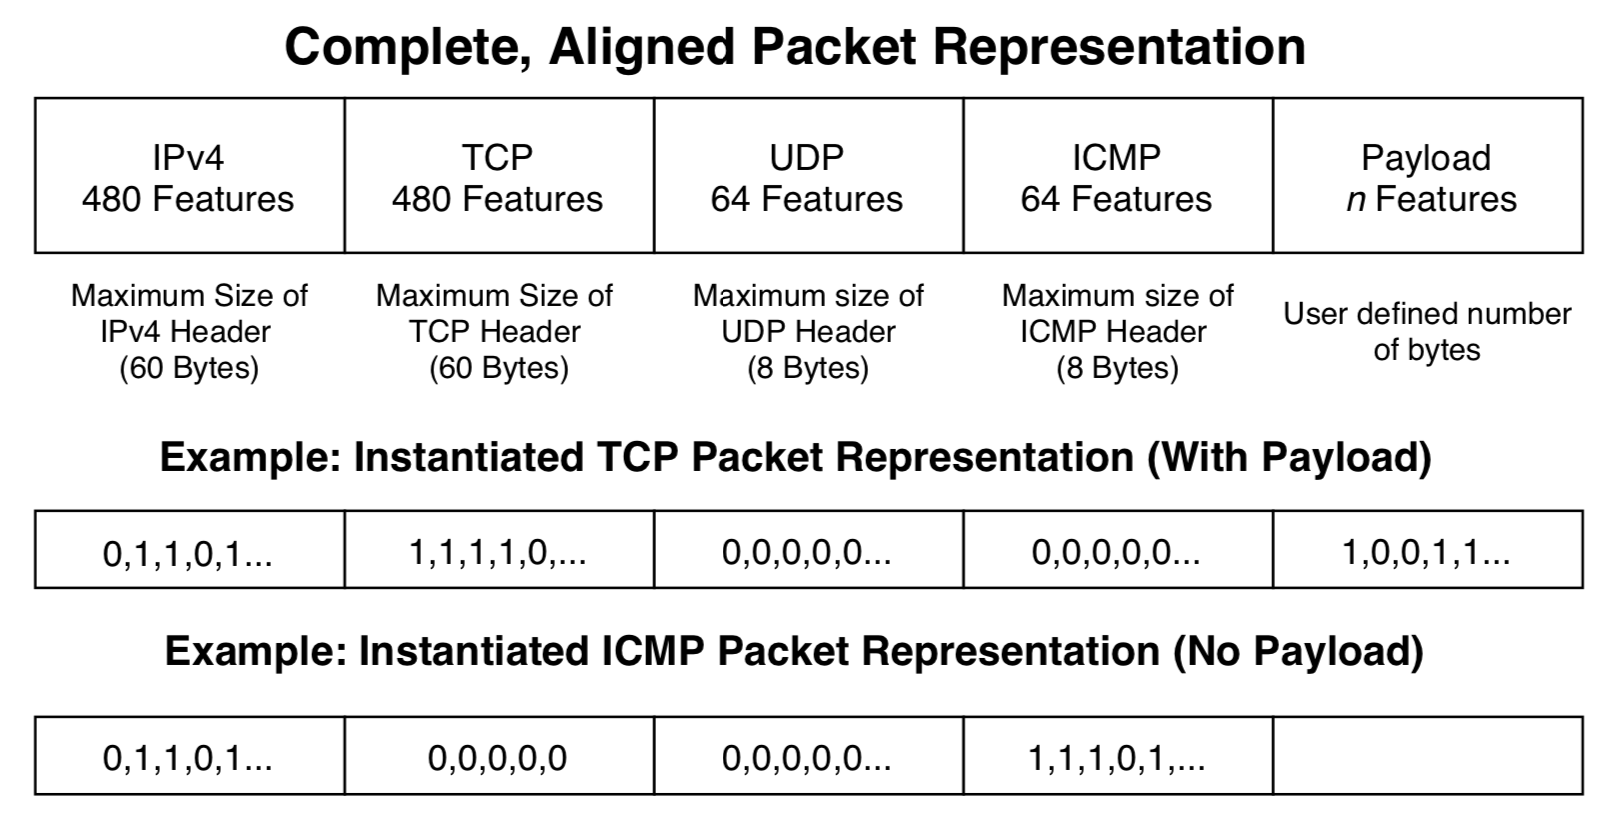 Complete, Aligned Packet Representation
IPv4
480 Features
TCP
480 Features
UDP
64 Features
ICMP
64 Features
Payload
n Features
Maximum Size of
IPv4 Header
(60 Bytes)
Maximum Size of
TCP Header
(60 Bytes)
Maximum size of
UDP Header
(8 Bytes)
Maximum size of
ICMP Header
(8 Bytes)
User defined number
of bytes
Example: Instantiated TCP Packet Representation (With Payload)
0,1,1,0,1...
1,1,1,1,0,...
0,0,0,0,0...
0,0,0,0,0...
1,0,0,1,1...
Example: Instantiated ICMP Packet Representation (No Payload)
0,1,1,0,1...
0,0,0,0,0
0,0,0,0,0...
1,1,1,0,1,...